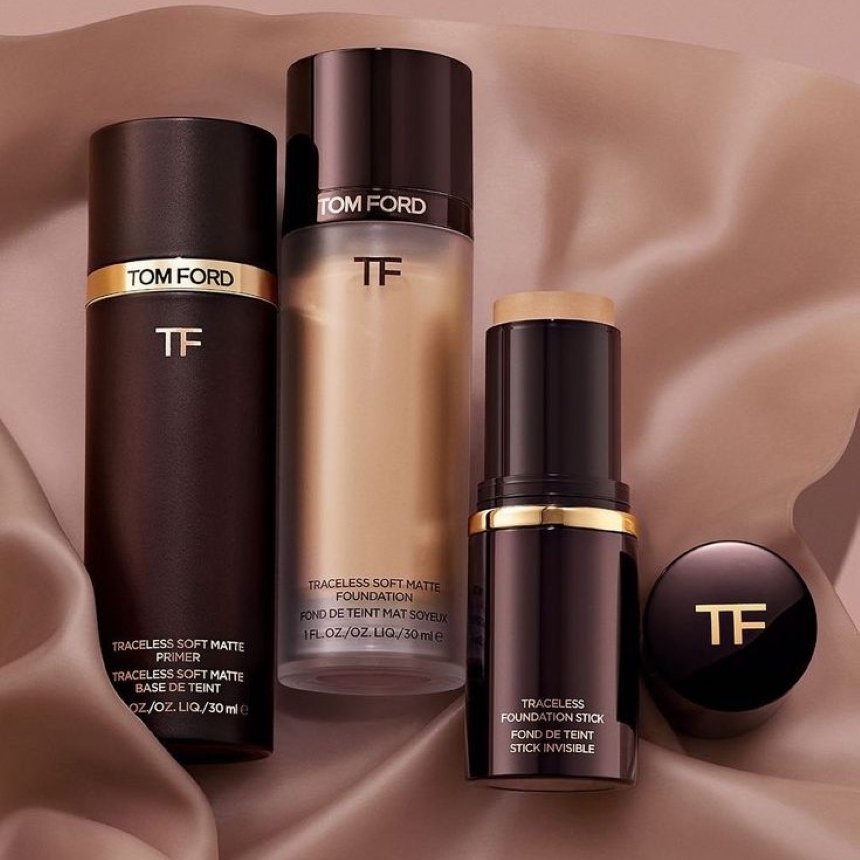 TOM FORD
TF
TRACELESS SOFT MATTE
PRIMER
TRACELESS SOFT MATTE
BASE DE TEINT
OZ./OZ. LIQ./30 ml e
TOM FORD
TF
TRACELESS SOFT MATTE
FOUNDATION
FOND DE TEINT MAT SOYEUX
1 FL.OZ./OZ. LIQ./30 ml e
TRACELESS
FOUNDATION STICK
FOND DE TEINT
STICK INVISIBLE
TF